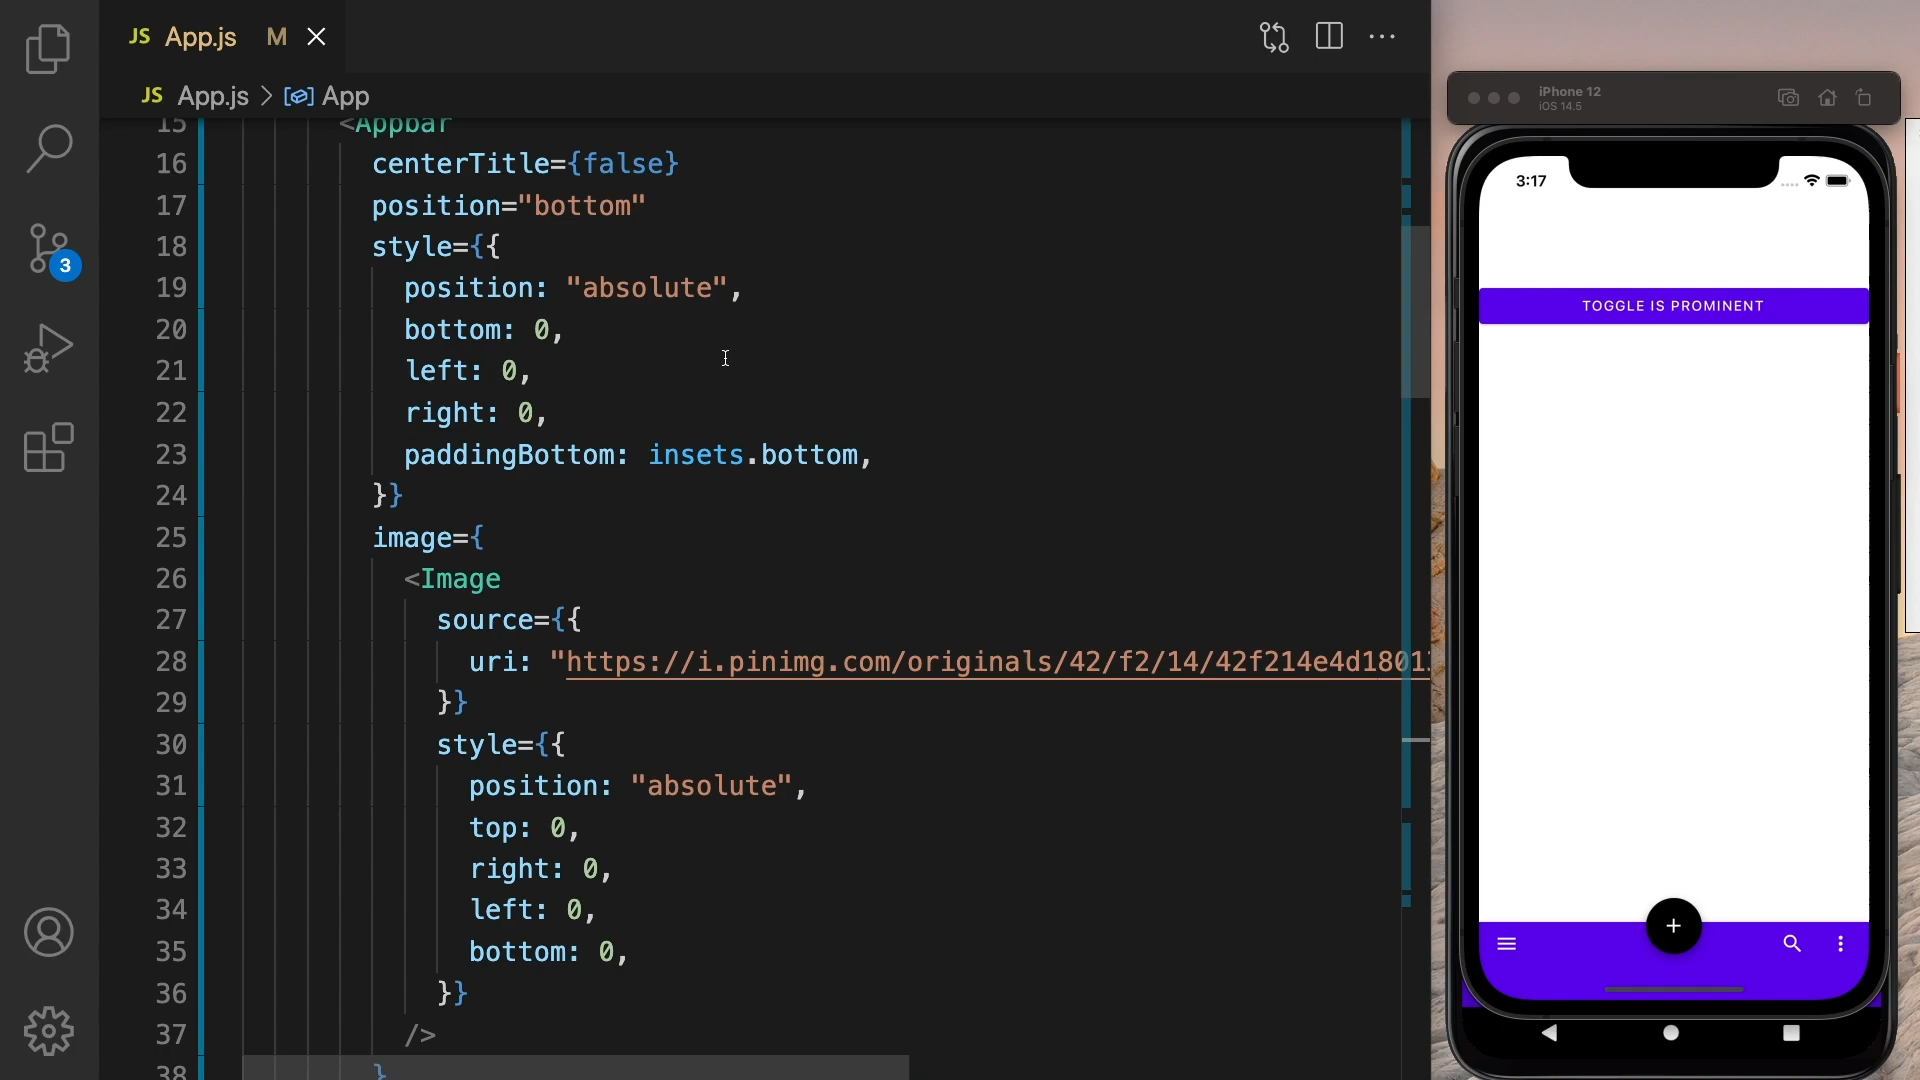 JS App.js M
JS App.js > App
15 <Appbar
16 centerTitle={false}
17 position="bottom"
18 style={{
19 position: "absolute",
20 bottom: 0,
21 left: 0,
22 right: 0,
23 paddingBottom: insets.bottom,
24 }}
25 image={
26 <Image
27 source={{
28 uri: "https://i.pinimg.com/originals/42/f2/14/42f214e4d1801
29 }}
30 style={{
31 position: "absolute",
32 top: 0,
33 right: 0,
34 left: 0,
35 bottom: 0,
36 }}
37 />
38 }
3
iPhone 12
iOS 14.5
3:17
TOGGLE IS PROMINENT